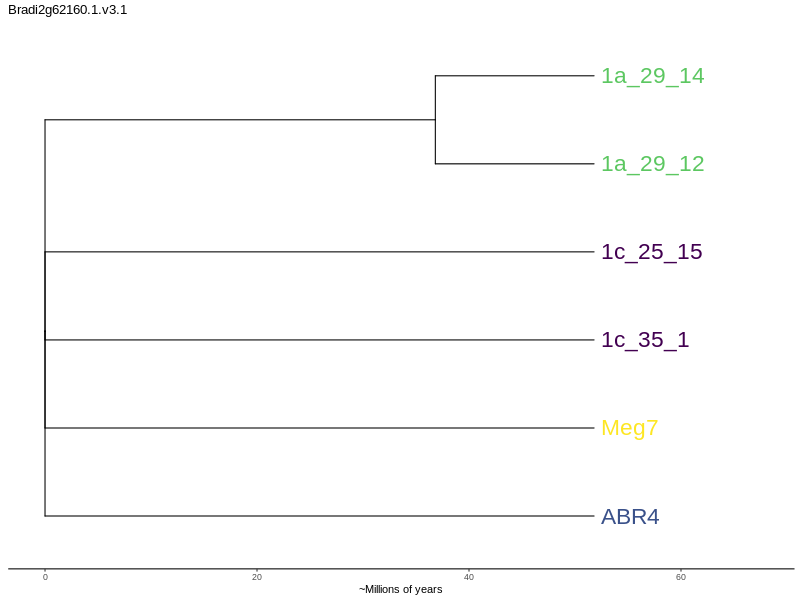 Bradi2g62160.1.v3.1
1a_29_14
1a_29_12
1c_25_15
1c_35_1
Meg7
ABR4
0 20 40 60
~Millions of years